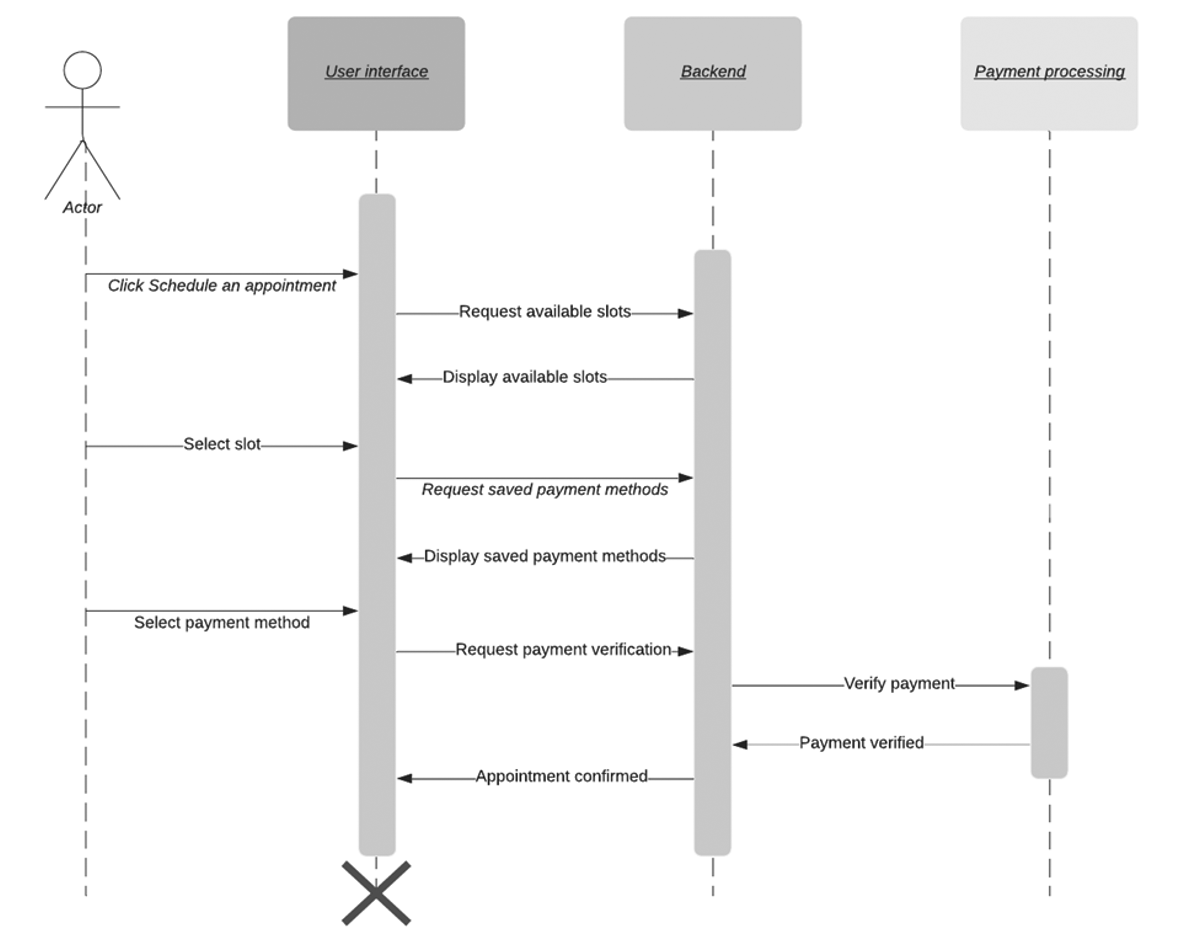 User interface
Backend
Payment processing
Actor
Click Schedule an appointment
Request available slots
Display available slots
Select slot
Request saved payment methods
Display saved payment methods
Select payment method
Request payment verification
Verify payment
Payment verified
Appointment confirmed